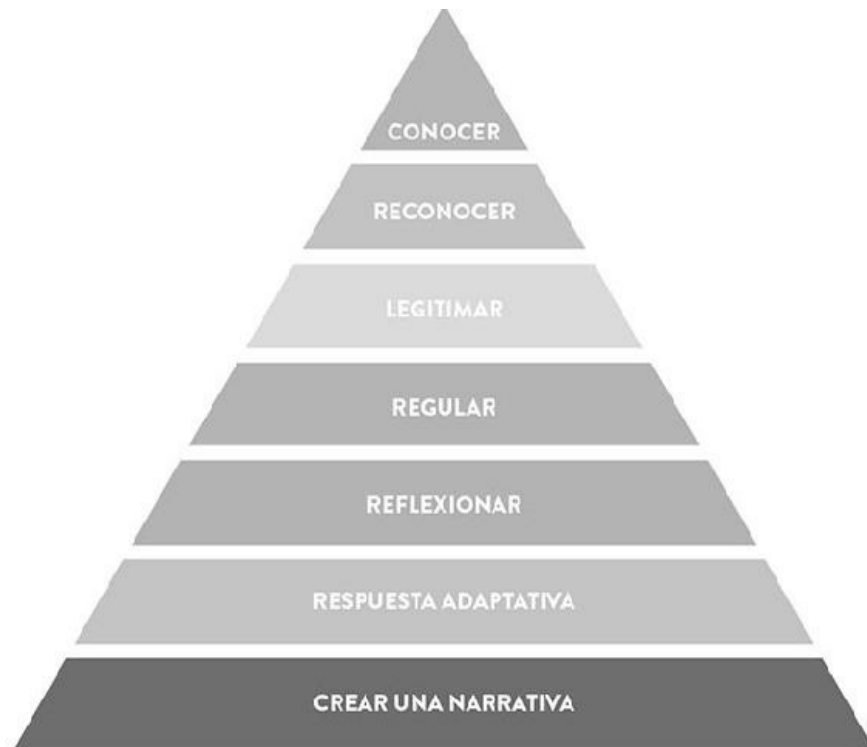 CONOCER
RECONOCER
LEGITIMAR
REGULAR
REFLEXIONAR
RESPUESTA ADAPTATIVA
CREAR UNA NARRATIVA